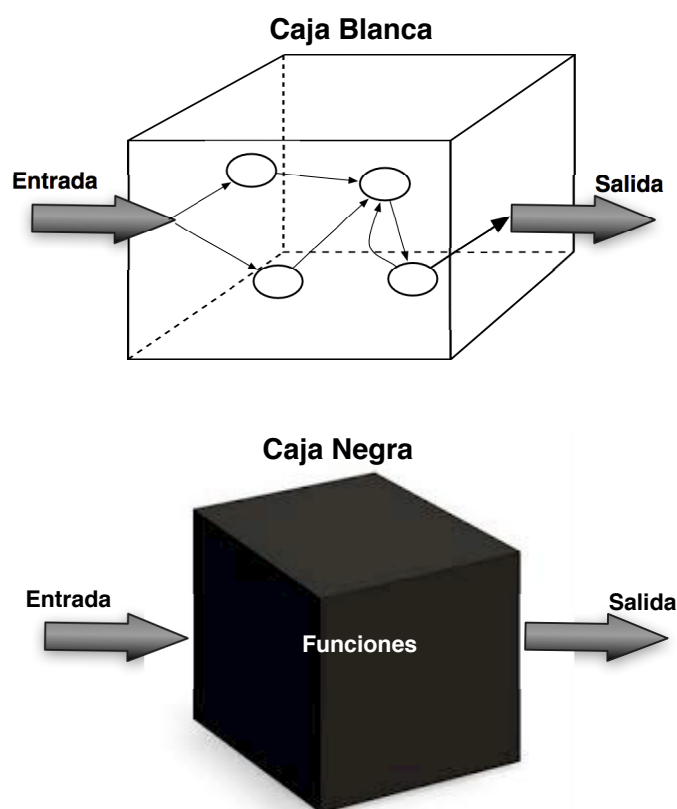 Caja Blanca
Entrada
Salida
Caja Negra
Entrada
Salida
Funciones